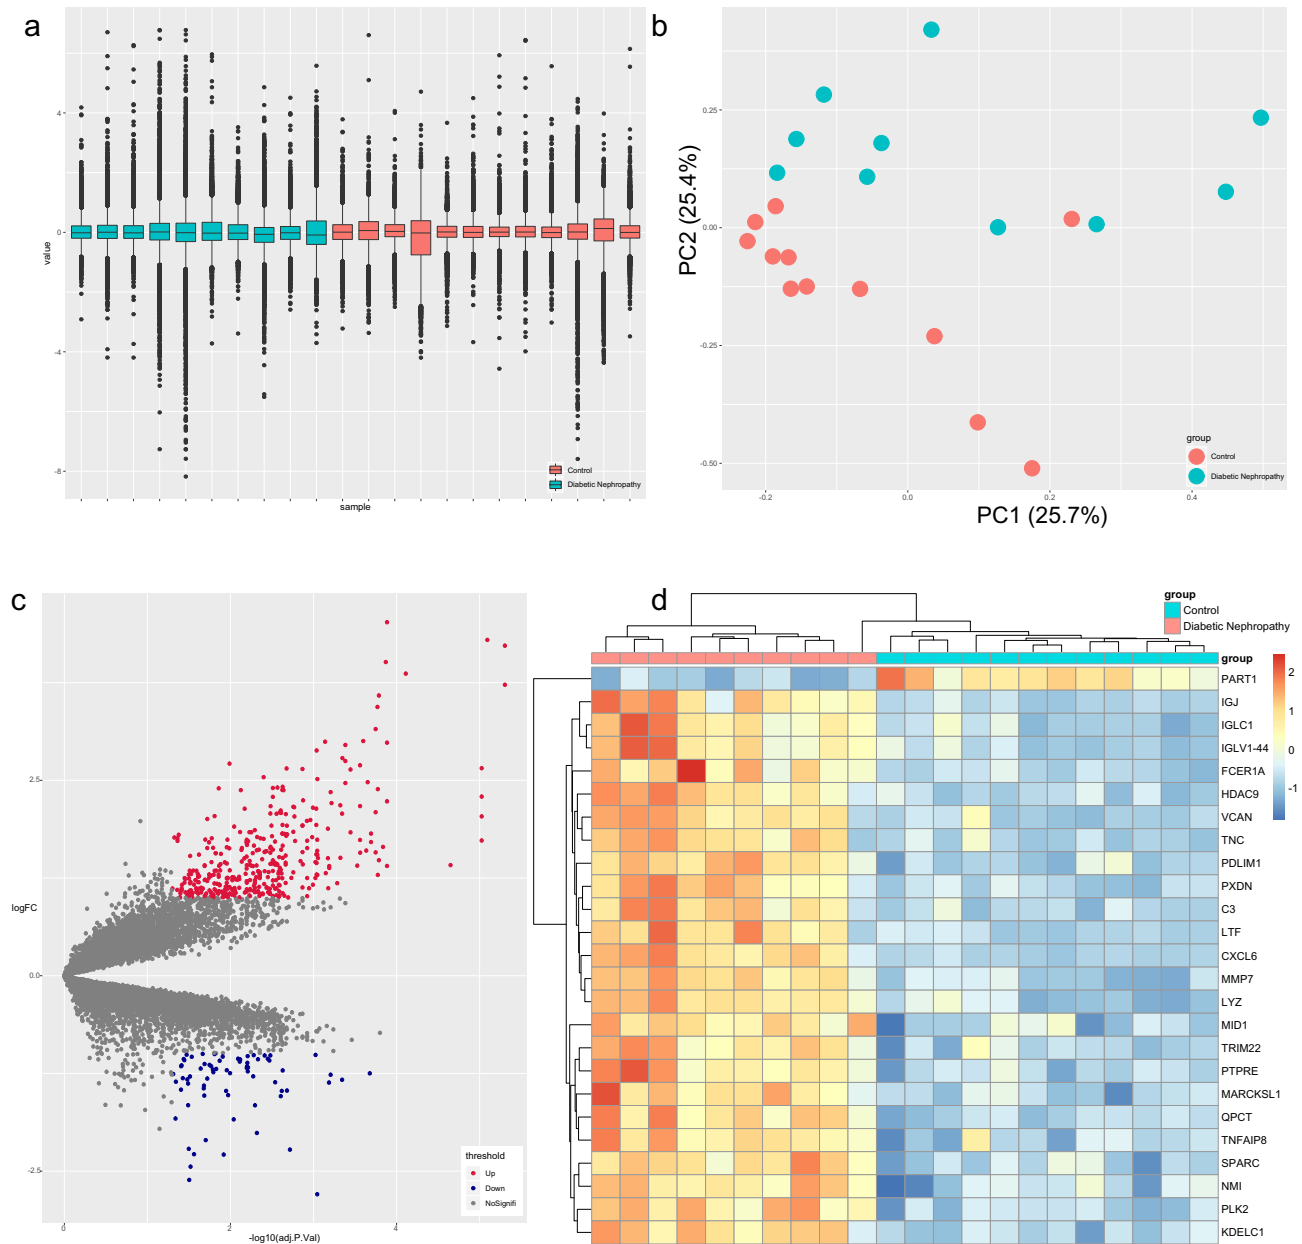 a
4
0
-4
-8
value
sample
Control
Diabetic Nephropathy
b
0.25
0.00
-0.25
-0.50
PC2 (25.4%)
-0.2
0.0
0.2
0.4
PC1 (25.7%)
group
Control
Diabetic Nephropathy
c
2.5
logFC
0.0
-2.5
0
2
4
-log10(adj.P.Val)
threshold
Up
Down
NoSignifi
d
group
Control
Diabetic Nephropathy
group
PART1
IGJ
IGLC1
IGLV1-44
FCER1A
HDAC9
VCAN
TNC
PDLIM1
PXDN
C3
LTF
CXCL6
MMP7
LYZ
MID1
TRIM22
PTPRE
MARCKSL1
QPCT
TNFAIP8
SPARC
NMI
PLK2
KDELC1
2
1
0
-1